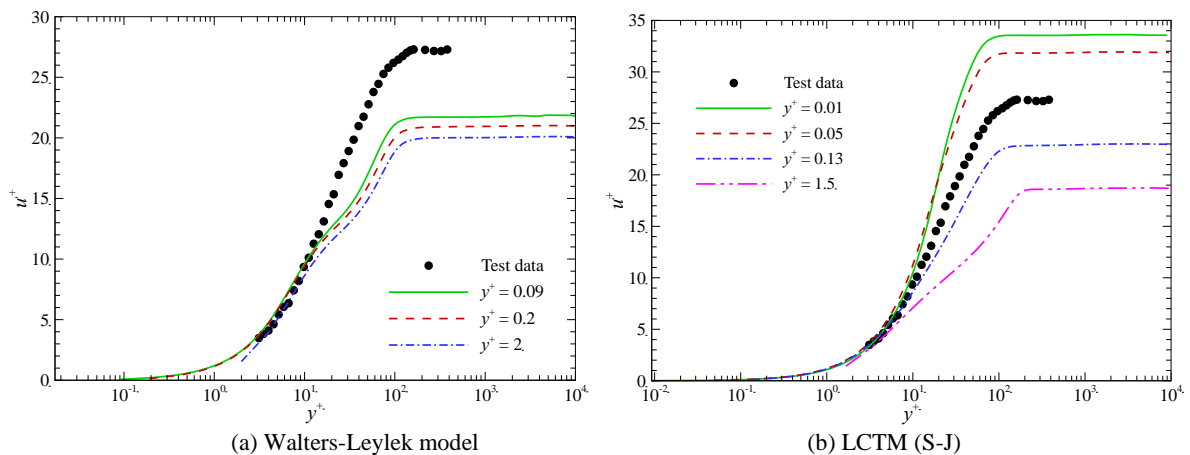 30
25.
20.
15.
10.
5.
0.
u+
10-1. 100. 101. 102. 103. 104.
y+.
Test data
y+ = 0.09
y+ = 0.2
y+ = 2.
(a) Walters-Leylek model
35.
30.
25.
20.
15.
10.
5.
0.
u+
10-2. 10-1. 100. 101. 102. 103. 104.
y+.
Test data
y+ = 0.01
y+ = 0.05
y+ = 0.13
y+ = 1.5.
(b) LCTM (S-J)